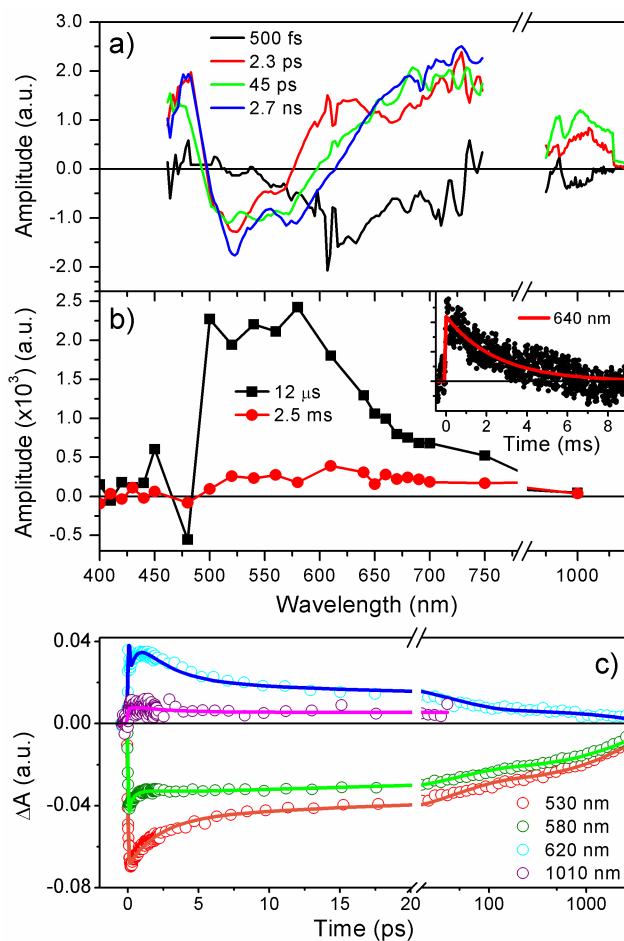 a)
500 fs
2.3 ps
45 ps
2.7 ns
Amplitude (a.u.)
3.0
2.0
1.0
0.0
-1.0
-2.0
b)
12 μs
2.5 ms
Amplitude (x10³) (a.u.)
2.5
2.0
1.5
1.0
0.5
0.0
-0.5
640 nm
0 2 4 6 8
Time (ms)
400 450 500 550 600 650 700 750 1000
Wavelength (nm)
c)
ΔA (a.u.)
0.04
0.00
-0.04
-0.08
530 nm
580 nm
620 nm
1010 nm
0 5 10 15 20 100 1000
Time (ps)